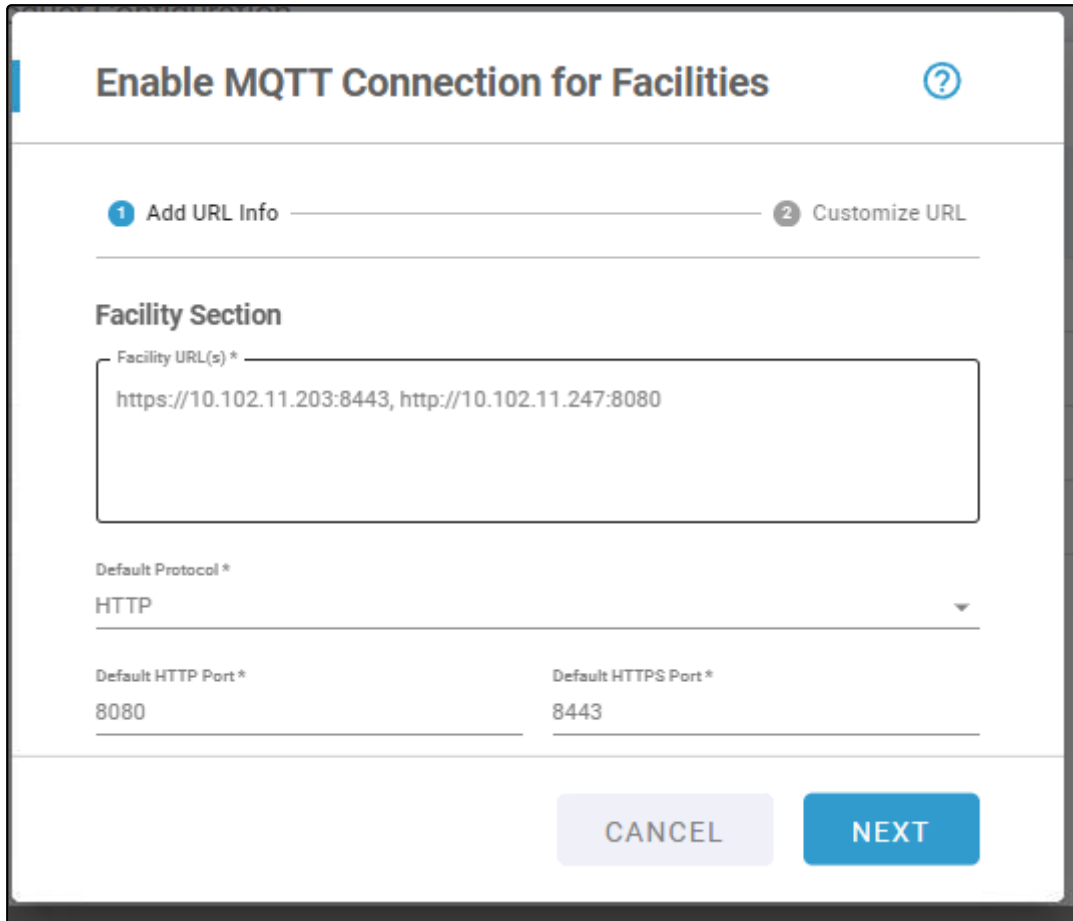 Enable MQTT Connection for Facilities ?
1 Add URL Info 2 Customize URL
Facility Section
Facility URL(s) *
https://10.102.11.203:8443, http://10.102.11.247:8080
Default Protocol *
HTTP
Default HTTP Port * Default HTTPS Port *
8080 8443
CANCEL NEXT